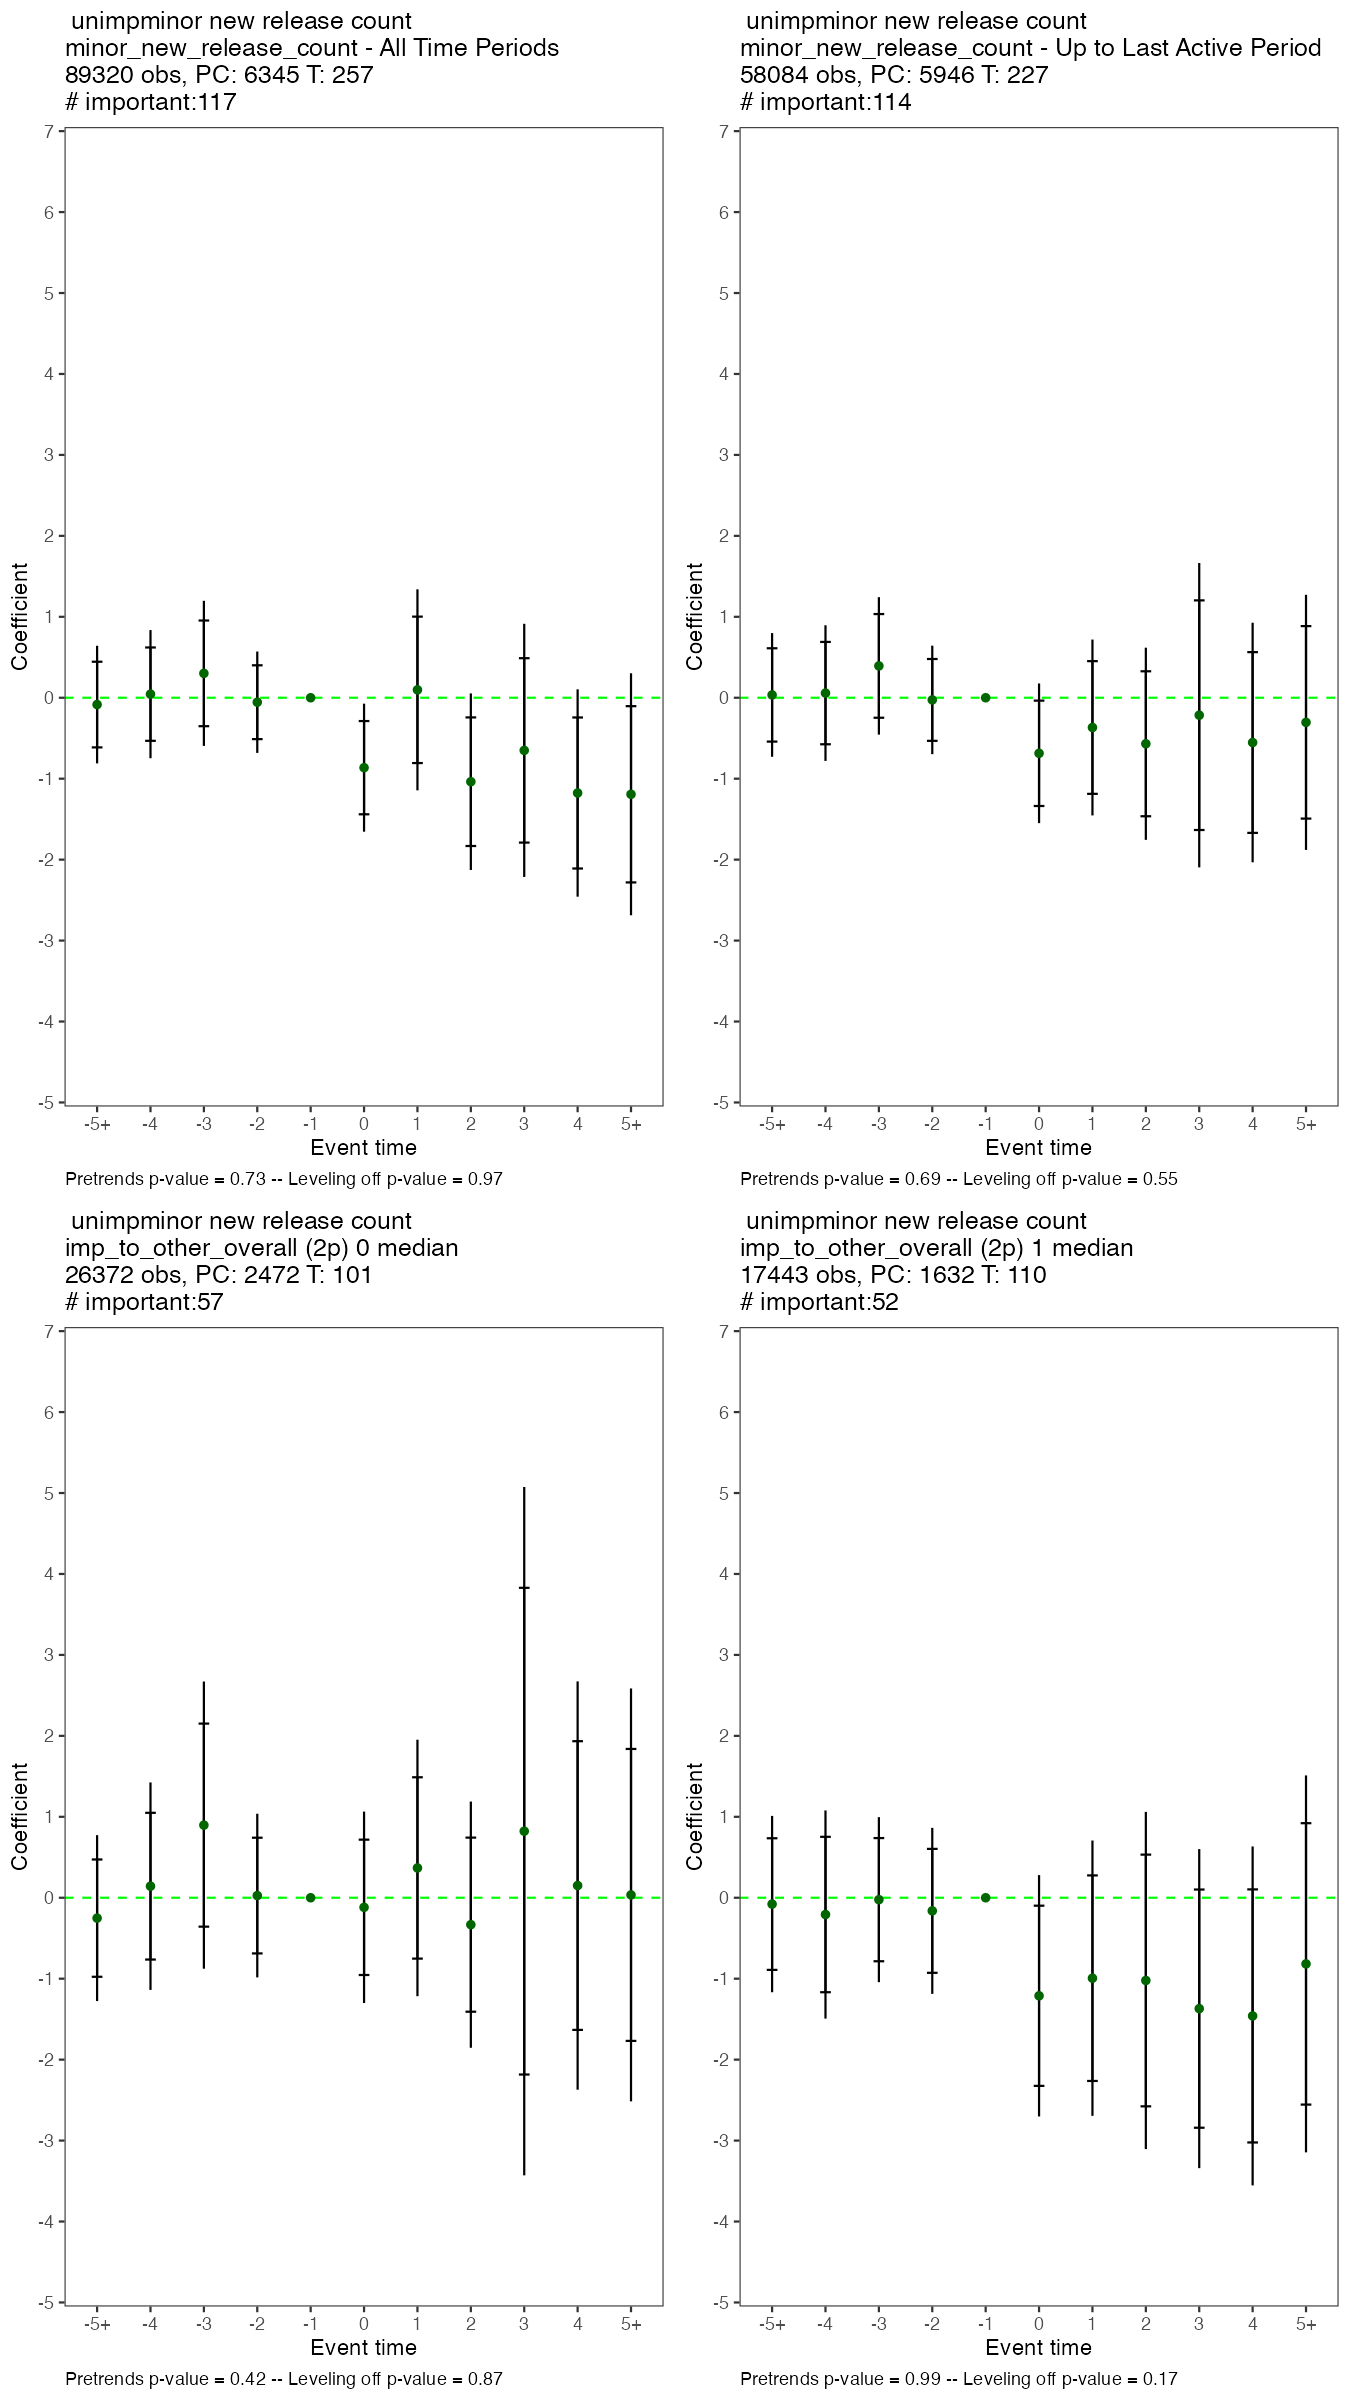 unimpminor new release count
minor_new_release_count - All Time Periods
89320 obs, PC: 6345 T: 257
# important:117
7
6
5
4
3
2
1
0
-1
-2
-3
-4
-5
Coefficient
-5+ -4 -3 -2 -1 0 1 2 3 4 5+
Event time
Pretrends p-value = 0.73 -- Leveling off p-value = 0.97
unimpminor new release count
minor_new_release_count - Up to Last Active Period
58084 obs, PC: 5946 T: 227
# important:114
7
6
5
4
3
2
1
0
-1
-2
-3
-4
-5
Coefficient
-5+ -4 -3 -2 -1 0 1 2 3 4 5+
Event time
Pretrends p-value = 0.69 -- Leveling off p-value = 0.55
unimpminor new release count
imp_to_other_overall (2p) 0 median
26372 obs, PC: 2472 T: 101
# important:57
7
6
5
4
3
2
1
0
-1
-2
-3
-4
-5
Coefficient
-5+ -4 -3 -2 -1 0 1 2 3 4 5+
Event time
Pretrends p-value = 0.42 -- Leveling off p-value = 0.87
unimpminor new release count
imp_to_other_overall (2p) 1 median
17443 obs, PC: 1632 T: 110
# important:52
7
6
5
4
3
2
1
0
-1
-2
-3
-4
-5
Coefficient
-5+ -4 -3 -2 -1 0 1 2 3 4 5+
Event time
Pretrends p-value = 0.99 -- Leveling off p-value = 0.17